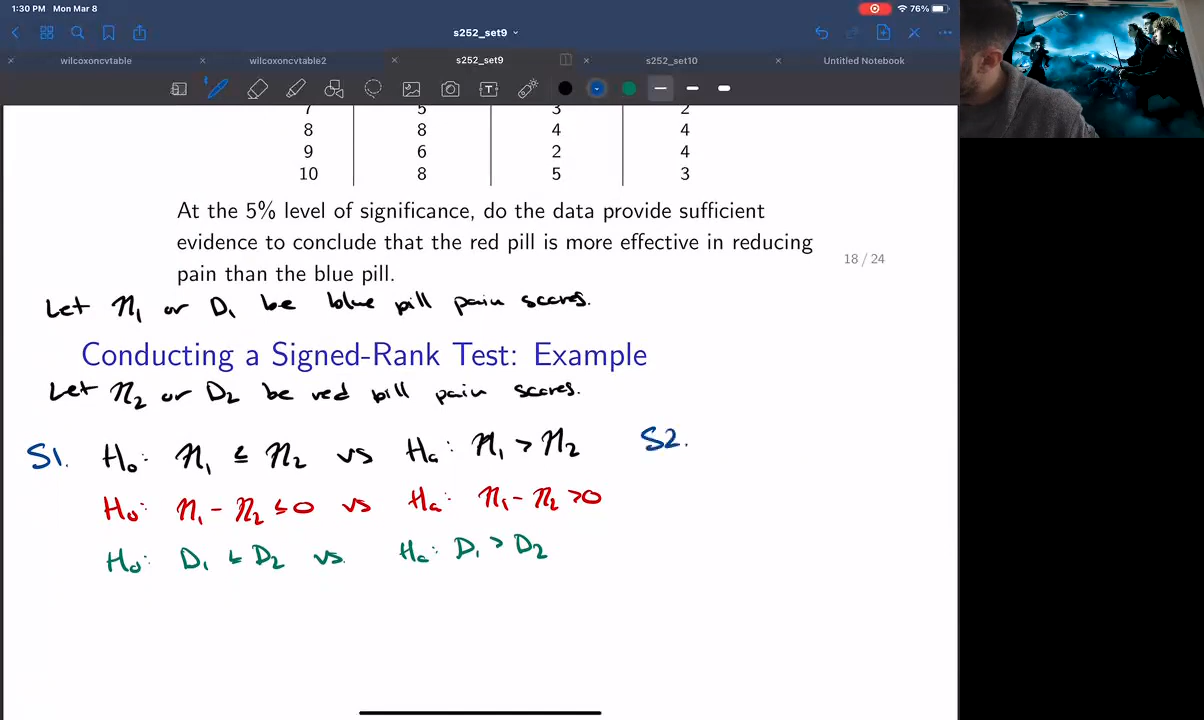 1:30 PM Mon Mar 8
76%
s252_set9
wilcoxoncvtable
wilcoxoncvtable2
s252_set9
s252_set10
Untitled Notebook
7 5 3 2
8 8 4 4
9 6 2 4
10 8 5 3
At the 5% level of significance, do the data provide sufficient
evidence to conclude that the red pill is more effective in reducing
pain than the blue pill.
18 / 24
Let η₁ or D₁ be blue pill pain scores.
Conducting a Signed-Rank Test: Example
Let η₂ or D₂ be red pill pain scores.
S1. H₀: η₁ ≤ η₂ vs Hₐ: η₁ > η₂ S2.
H₀: η₁ - η₂ ≤ 0 vs Hₐ: η₁ - η₂ > 0
H₀: D₁ ≤ D₂ vs. Hₐ: D₁ > D₂